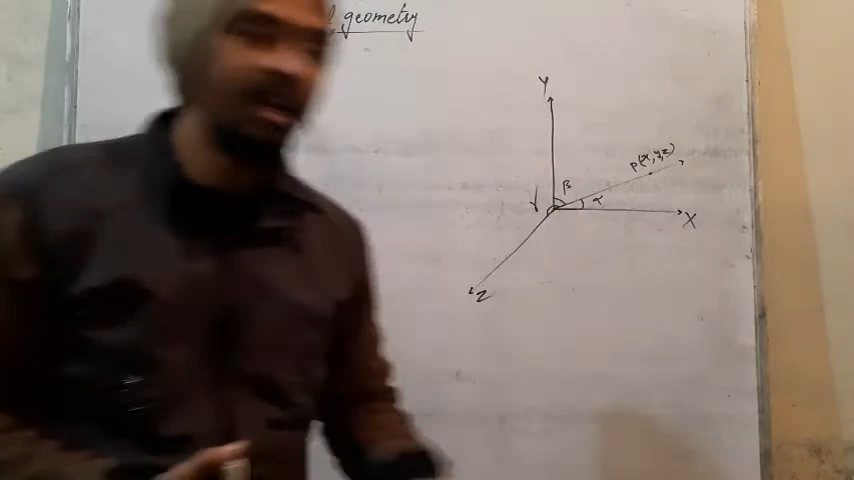 geometry
Y
P(x,y,z)
β
γ α
X
Z